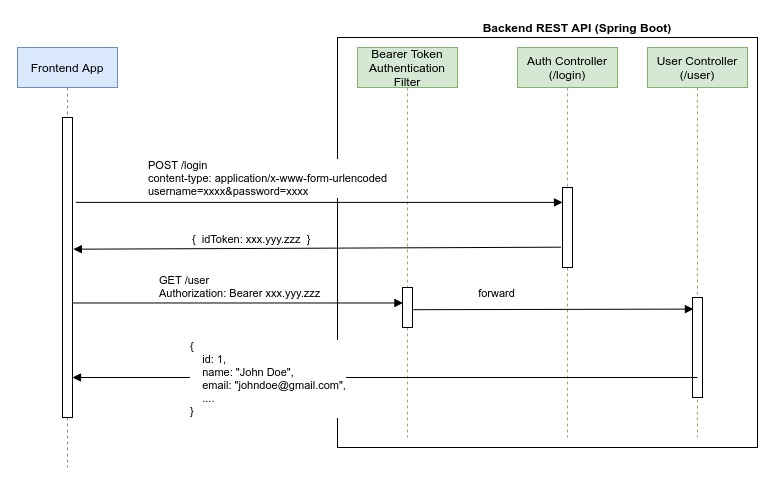 Backend REST API (Spring Boot)
Frontend App
Bearer Token
Authentication
Filter
Auth Controller
(/login)
User Controller
(/user)
POST /login
content-type: application/x-www-form-urlencoded
username=xxxx&password=xxxx
{  idToken: xxx.yyy.zzz  }
GET /user
Authorization: Bearer xxx.yyy.zzz
forward
{
    id: 1,
    name: "John Doe",
    email: "johndoe@gmail.com",
    ....
}